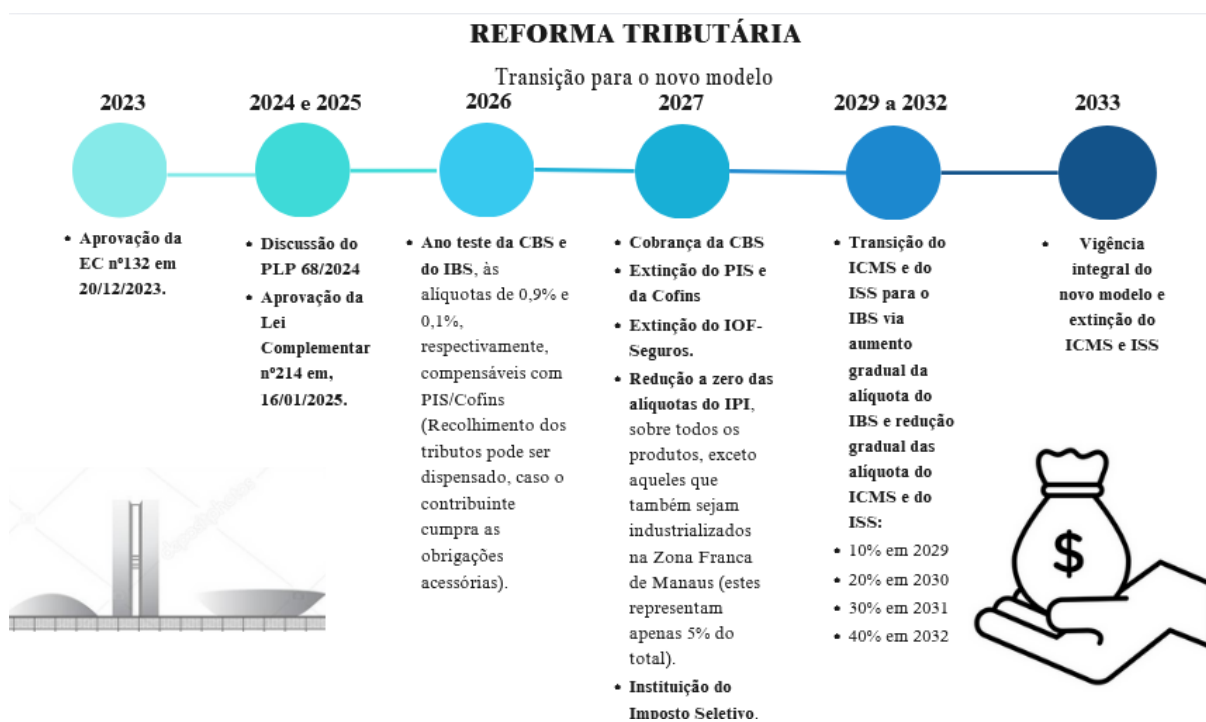 REFORMA TRIBUTÁRIA
Transição para o novo modelo
2023
• Aprovação da
EC nº132 em
20/12/2023.
2024 e 2025
• Discussão do
PLP 68/2024
• Aprovação da
Lei
Complementar
nº214 em,
16/01/2025.
2026
• Ano teste da CBS e
do IBS, às
alíquotas de 0,9% e
0,1%,
respectivamente,
compensáveis com
PIS/Cofins
(Recolhimento dos
tributos pode ser
dispensado, caso o
contribuinte
cumpra as
obrigações
acessórias).
2027
• Cobrança da CBS
• Extinção do PIS e
da Cofins
• Extinção do IOF-
Seguros.
• Redução a zero das
alíquotas do IPI,
sobre todos os
produtos, exceto
aqueles que
também sejam
industrializados
na Zona Franca
de Manaus (estes
representam
apenas 5% do
total).
• Instituição do
Imposto Seletivo.
2029 a 2032
• Transição do
ICMS e do
ISS para o
IBS via
aumento
gradual da
alíquota do
IBS e redução
gradual das
alíquota do
ICMS e do
ISS:
• 10% em 2029
• 20% em 2030
• 30% em 2031
• 40% em 2032
2033
• Vigência
integral do
novo modelo e
extinção do
ICMS e ISS
$